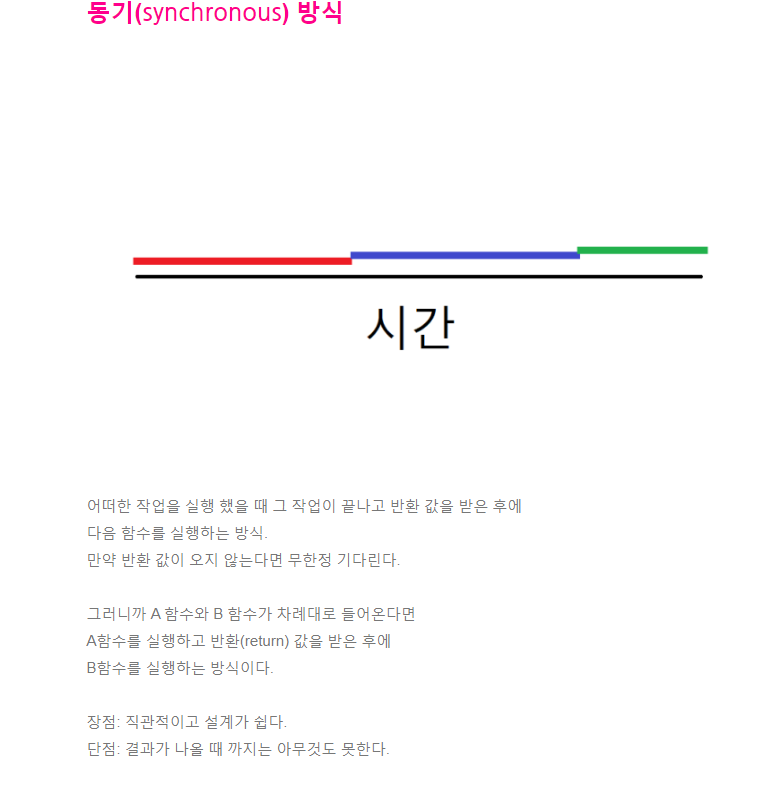 동기(synchronous) 방식
시간
어떠한 작업을 실행 했을 때 그 작업이 끝나고 반환 값을 받은 후에
다음 함수를 실행하는 방식.
만약 반환 값이 오지 않는다면 무한정 기다린다.
그러니까 A 함수와 B 함수가 차례대로 들어온다면
A함수를 실행하고 반환(return) 값을 받은 후에
B함수를 실행하는 방식이다.
장점: 직관적이고 설계가 쉽다.
단점: 결과가 나올 때 까지는 아무것도 못한다.